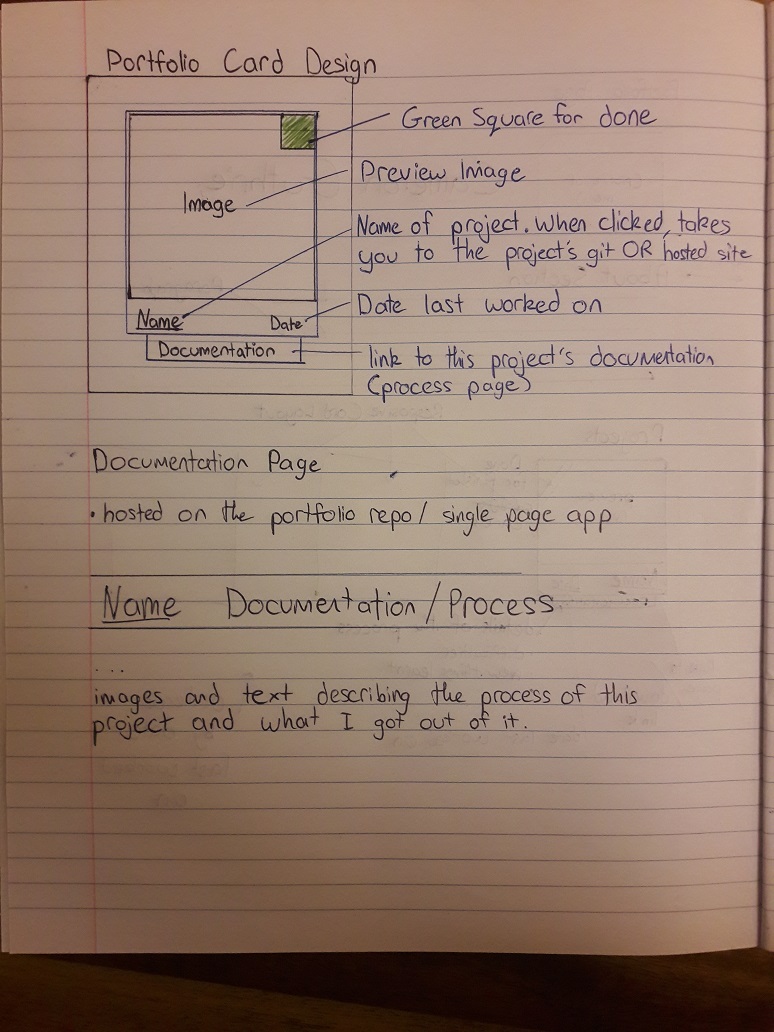 Portfolio Card Design
Green Square for done
Preview Image
Image
Name of project. When clicked, takes
you to the project's git OR hosted site
Name
Date
Date last worked on
Documentation
link to this project's documentation
(process page)
Documentation Page
• hosted on the portfolio repo / single page app
Name Documentation / Process
...
images and text describing the process of this
project and what I got out of it.